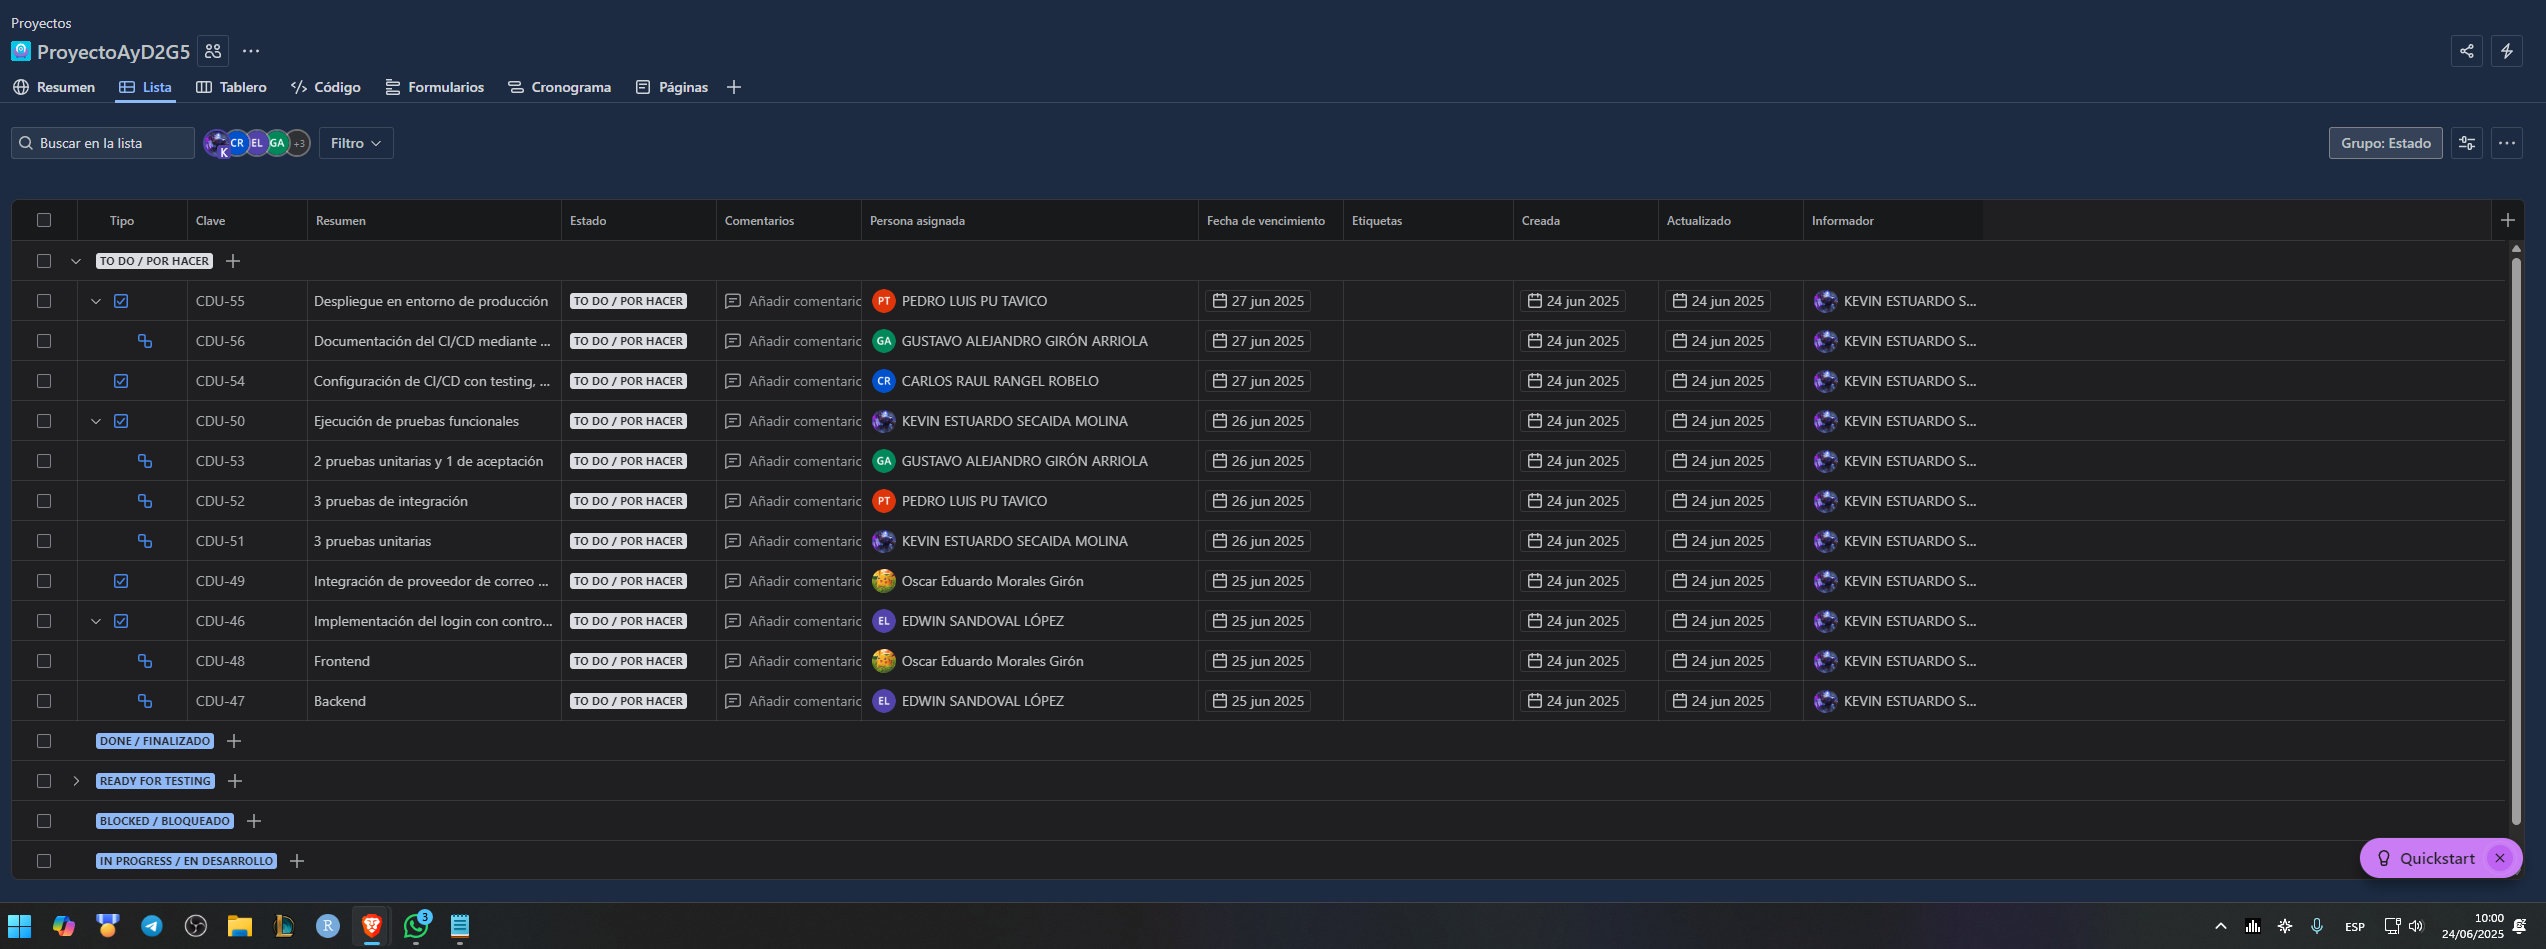 Proyectos
ProyectoAyD2G5
Resumen Lista Tablero Código Formularios Cronograma Páginas
Buscar en la lista K CR EL GA +3 Filtro Grupo: Estado
Tipo Clave Resumen Estado Comentarios Persona asignada Fecha de vencimiento Etiquetas Creada Actualizado Informador
TO DO / POR HACER
CDU-55 Despliegue en entorno de producción TO DO / POR HACER Añadir comentaric PT PEDRO LUIS PU TAVICO 27 jun 2025 24 jun 2025 24 jun 2025 KEVIN ESTUARDO S...
CDU-56 Documentación del CI/CD mediante ... TO DO / POR HACER Añadir comentaric GA GUSTAVO ALEJANDRO GIRÓN ARRIOLA 27 jun 2025 24 jun 2025 24 jun 2025 KEVIN ESTUARDO S...
CDU-54 Configuración de CI/CD con testing, ... TO DO / POR HACER Añadir comentaric CR CARLOS RAUL RANGEL ROBELO 27 jun 2025 24 jun 2025 24 jun 2025 KEVIN ESTUARDO S...
CDU-50 Ejecución de pruebas funcionales TO DO / POR HACER Añadir comentaric KEVIN ESTUARDO SECAIDA MOLINA 26 jun 2025 24 jun 2025 24 jun 2025 KEVIN ESTUARDO S...
CDU-53 2 pruebas unitarias y 1 de aceptación TO DO / POR HACER Añadir comentaric GA GUSTAVO ALEJANDRO GIRÓN ARRIOLA 26 jun 2025 24 jun 2025 24 jun 2025 KEVIN ESTUARDO S...
CDU-52 3 pruebas de integración TO DO / POR HACER Añadir comentaric PT PEDRO LUIS PU TAVICO 26 jun 2025 24 jun 2025 24 jun 2025 KEVIN ESTUARDO S...
CDU-51 3 pruebas unitarias TO DO / POR HACER Añadir comentaric KEVIN ESTUARDO SECAIDA MOLINA 26 jun 2025 24 jun 2025 24 jun 2025 KEVIN ESTUARDO S...
CDU-49 Integración de proveedor de correo ... TO DO / POR HACER Añadir comentaric Oscar Eduardo Morales Girón 25 jun 2025 24 jun 2025 24 jun 2025 KEVIN ESTUARDO S...
CDU-46 Implementación del login con contro... TO DO / POR HACER Añadir comentaric EL EDWIN SANDOVAL LÓPEZ 25 jun 2025 24 jun 2025 24 jun 2025 KEVIN ESTUARDO S...
CDU-48 Frontend TO DO / POR HACER Añadir comentaric Oscar Eduardo Morales Girón 25 jun 2025 24 jun 2025 24 jun 2025 KEVIN ESTUARDO S...
CDU-47 Backend TO DO / POR HACER Añadir comentaric EL EDWIN SANDOVAL LÓPEZ 25 jun 2025 24 jun 2025 24 jun 2025 KEVIN ESTUARDO S...
DONE / FINALIZADO
READY FOR TESTING
BLOCKED / BLOQUEADO
IN PROGRESS / EN DESARROLLO
Quickstart
R 3 ESP 10:00
24/06/2025